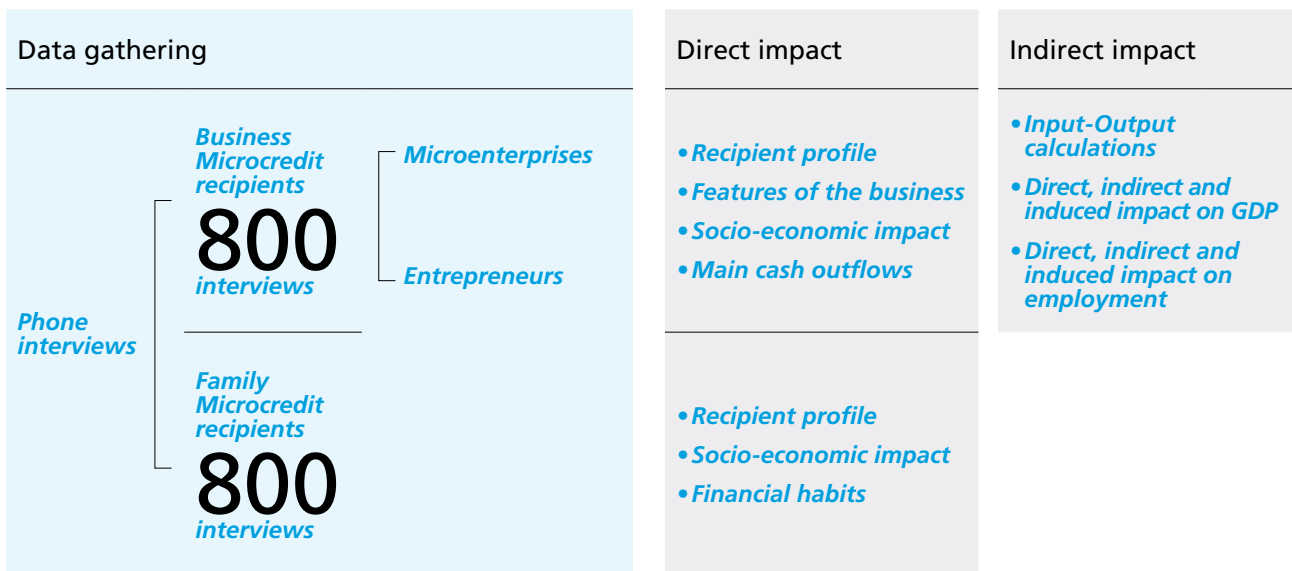 Data gathering
Phone
interviews
Business
Microcredit
recipients
800
interviews
Microenterprises
Entrepreneurs
Family
Microcredit
recipients
800
interviews
Direct impact
• Recipient profile
• Features of the business
• Socio-economic impact
• Main cash outflows
• Recipient profile
• Socio-economic impact
• Financial habits
Indirect impact
• Input-Output
calculations
• Direct, indirect and
induced impact on GDP
• Direct, indirect and
induced impact on
employment